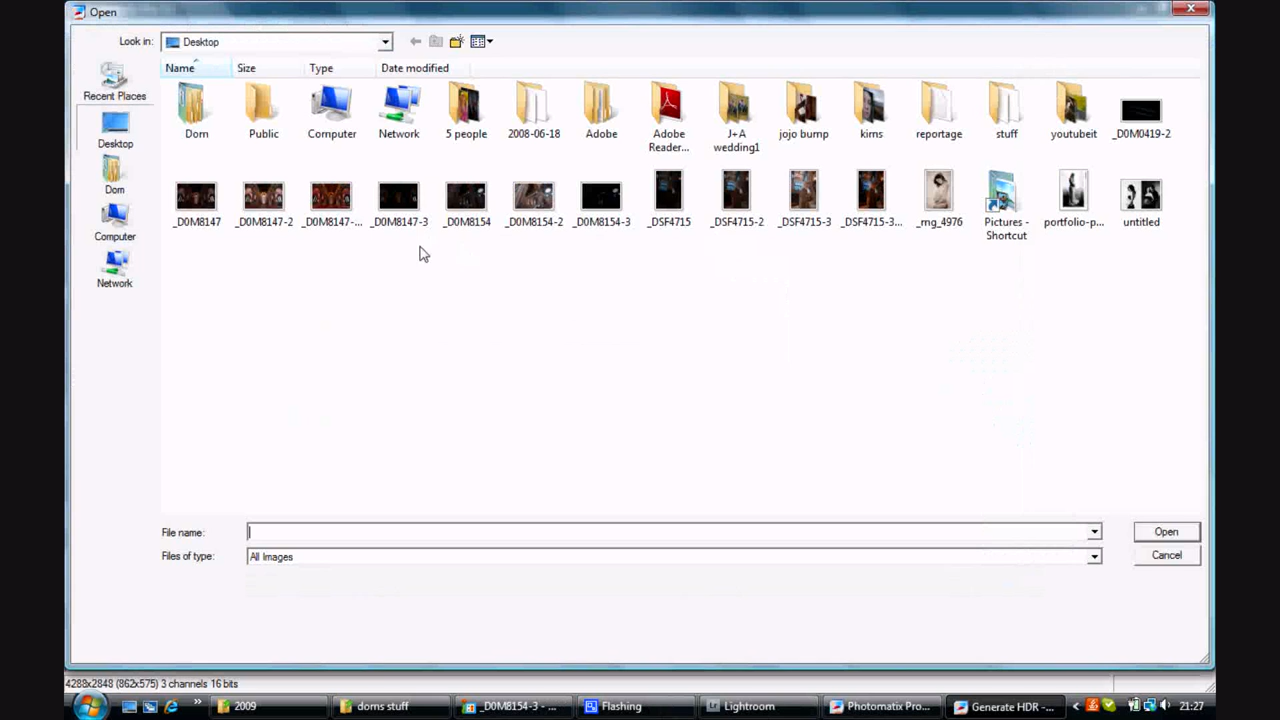 Open
Look in: Desktop
Name Size Type Date modified
Recent Places
Desktop
Dom
Computer
Network
Dom Public Computer Network 5 people 2008-06-18 Adobe Adobe Reader... J+A wedding1 jojo bump kirns reportage stuff youtubeit _D0M0419-2
_D0M8147 _D0M8147-2 _D0M8147-... _D0M8147-3 _D0M8154 _D0M8154-2 _D0M8154-3 _DSF4715 _DSF4715-2 _DSF4715-3 _DSF4715-3... _rng_4976 Pictures - Shortcut portfolio-p... untitled
File name: Open
Files of type: All Images Cancel
4288x2848 (862x575) 3 channels 16 bits
2009 doms stuff _D0M8154-3 - ... Flashing Lightroom Photomatix Pro... Generate HDR -... 21:27